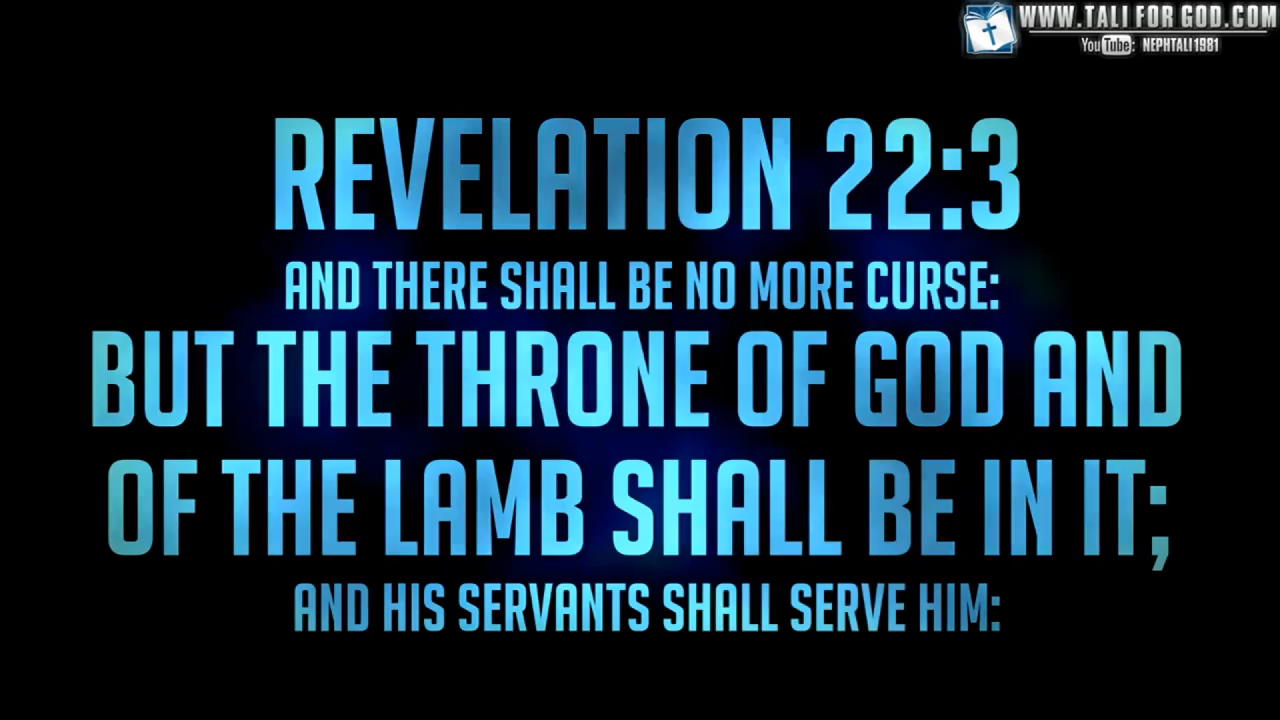 WWW.TALI FOR GOD.COM
YouTube: NEPHTALI1981
REVELATION 22:3
AND THERE SHALL BE NO MORE CURSE:
BUT THE THRONE OF GOD AND
OF THE LAMB SHALL BE IN IT;
AND HIS SERVANTS SHALL SERVE HIM: